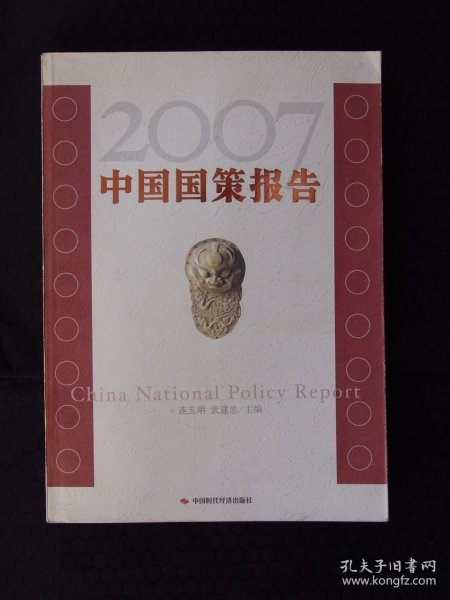 2007
中国国策报告
China National Policy Report
连玉明 武建忠/主编
中国时代经济出版社
孔夫子旧书网
www.kongfz.com